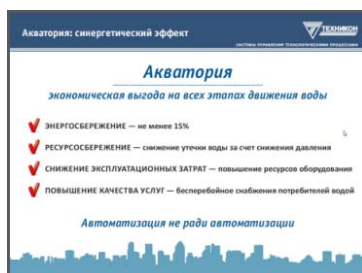 Акватория: синергетический эффект
ТЕХНИКОН
СИСТЕМЫ УПРАВЛЕНИЯ ТЕХНОЛОГИЧЕСКИМИ ПРОЦЕССАМИ
Акватория
экономическая выгода на всех этапах движения воды
ЭНЕРГОСБЕРЕЖЕНИЕ — не менее 15%
РЕСУРСОСБЕРЕЖЕНИЕ — снижение утечки воды за счет снижения давления
СНИЖЕНИЕ ЭКСПЛУАТАЦИОННЫХ ЗАТРАТ — повышение ресурсов оборудования
ПОВЫШЕНИЕ КАЧЕСТВА УСЛУГ — бесперебойное снабжения потребителей водой
Автоматизация не ради автоматизации